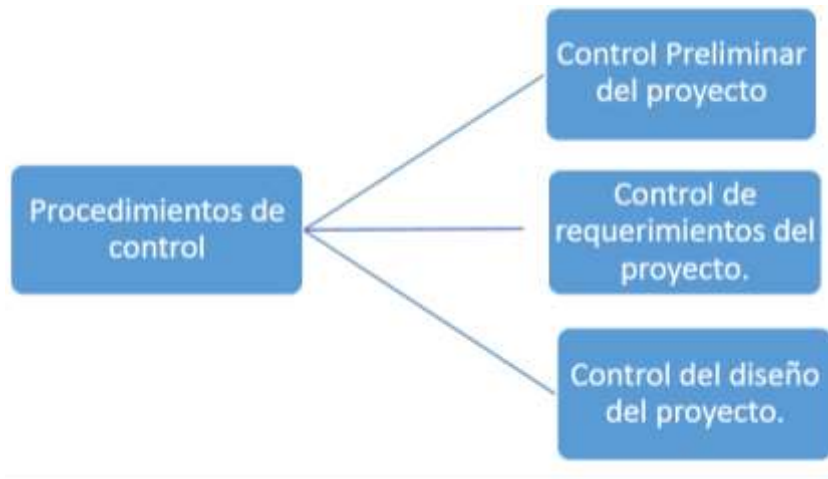 Control Preliminar
del proyecto
Procedimientos de
control
Control de
requerimientos del
proyecto.
Control del diseño
del proyecto.